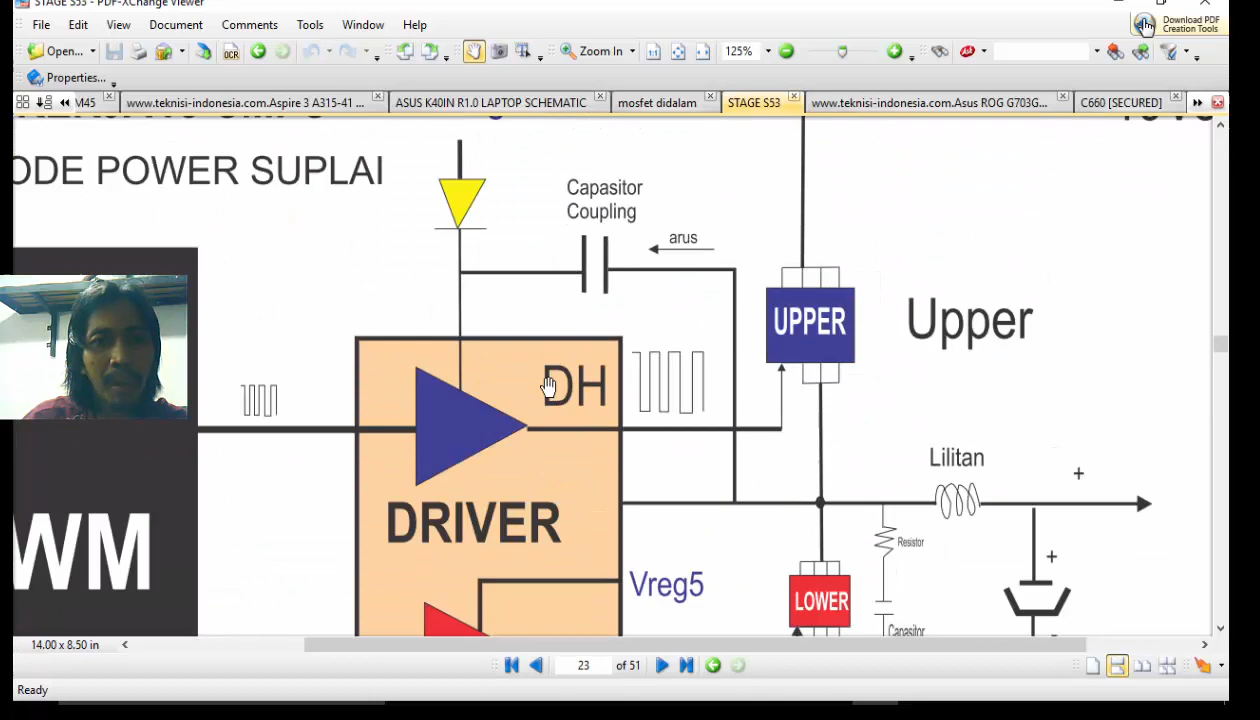 STAGE S53 - PDF-XChange Viewer
File Edit View Document Comments Tools Window Help
Download PDF
Creation Tools
Open... OCR Zoom In 125%
Properties...
M45 www.teknisi-indonesia.com.Aspire 3 A315-41 ... ASUS K40IN R1.0 LAPTOP SCHEMATIC mosfet didalam STAGE S53 www.teknisi-indonesia.com.Asus ROG G703G... C660 [SECURED]
ODE POWER SUPLAI
Capasitor
Coupling
arus
UPPER
Upper
DH
Lilitan
+
WM
DRIVER
Resistor
+
Vreg5
LOWER
Capasitor
14.00 x 8.50 in
23 of 51
Ready